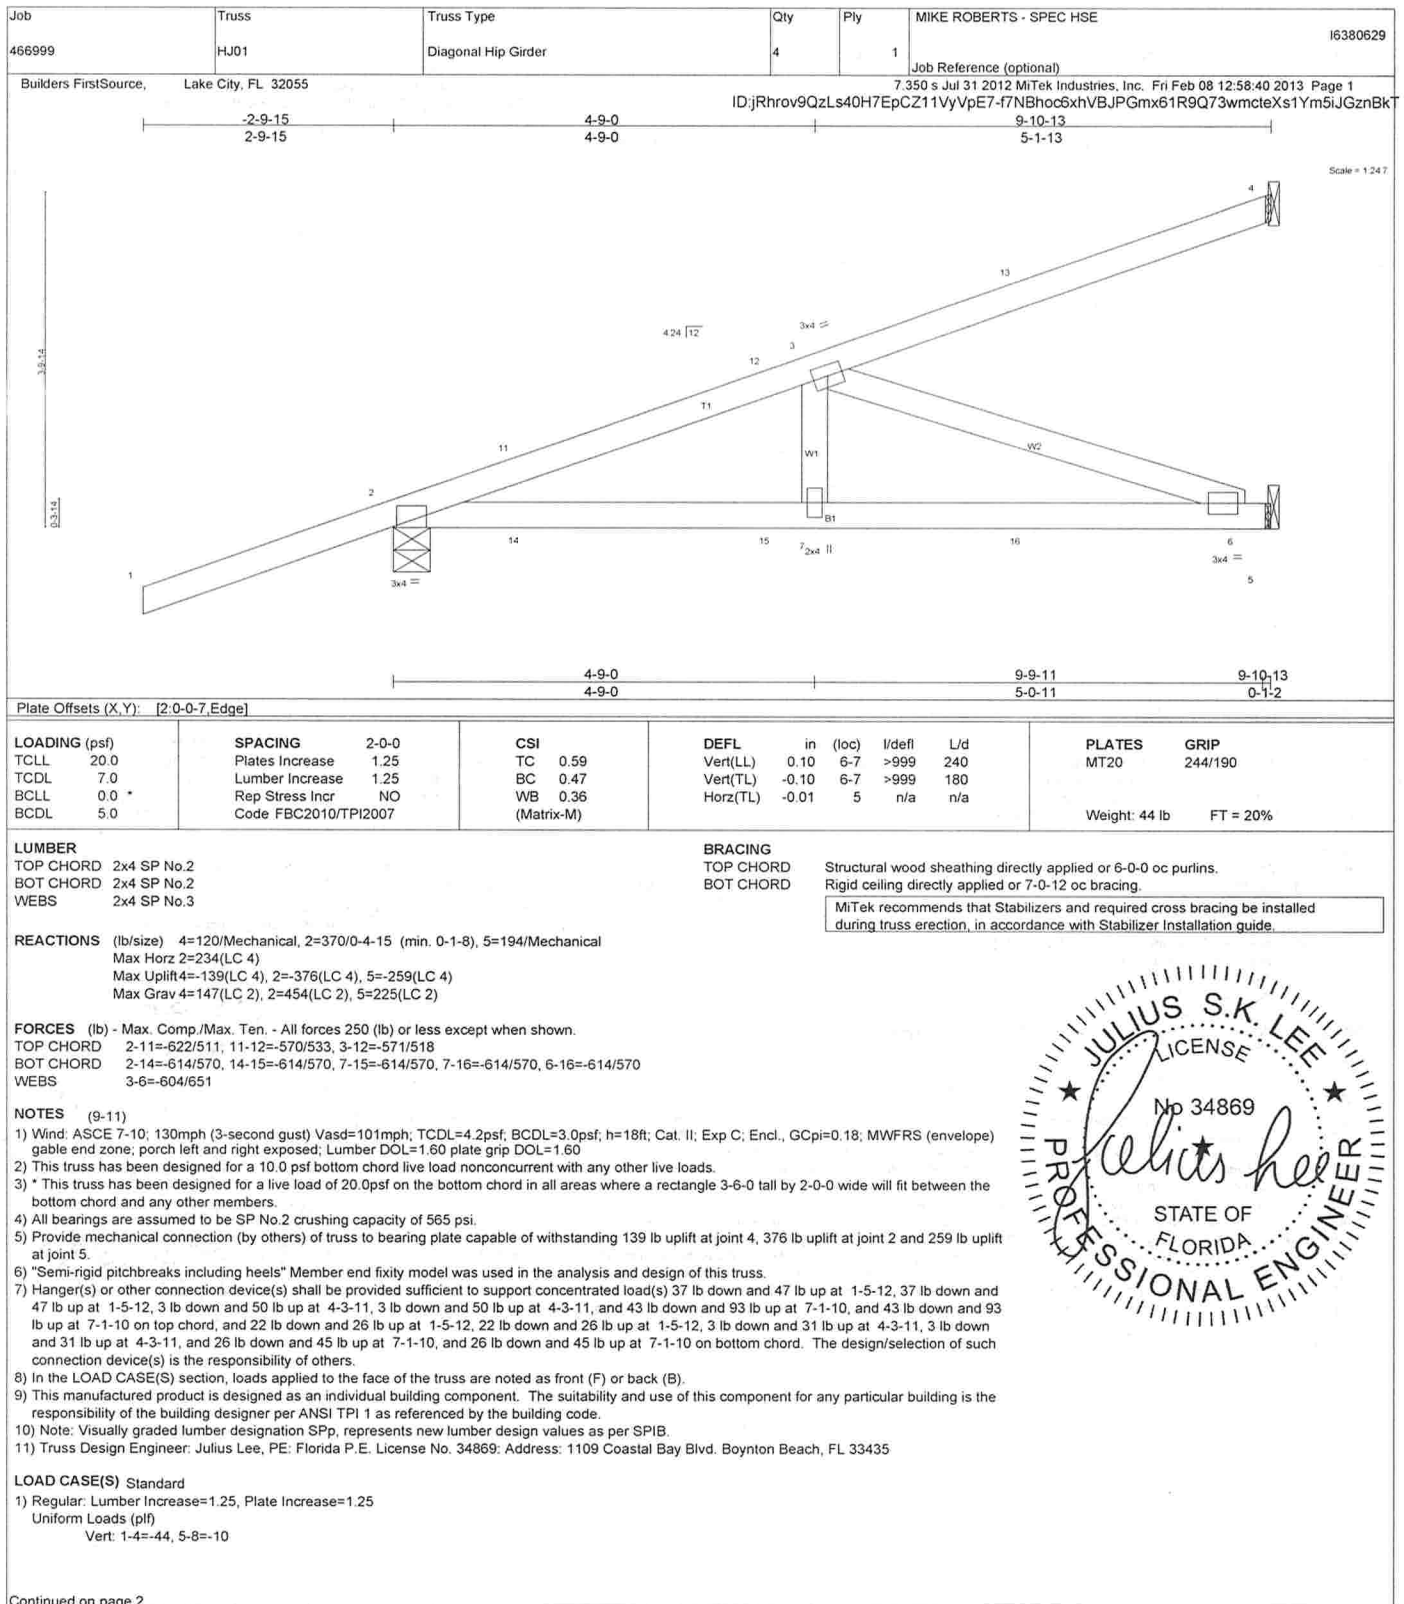 Job Truss Truss Type Qty Ply MIKE ROBERTS - SPEC HSE
I6380629
466999 HJ01 Diagonal Hip Girder 4 1
Job Reference (optional)
Builders FirstSource, Lake City, FL 32055 7.350 s Jul 31 2012 MiTek Industries, Inc. Fri Feb 08 12:58:40 2013 Page 1
ID:jRhrov9QzLs40H7EpCZ11VyVpE7-f7NBhoc6xhVBJPGmx61R9Q73wmcteXs1Ym5iJGznBkT
-2-9-15 4-9-0 9-10-13
2-9-15 4-9-0 5-1-13
Scale = 1:24.7
4
13
4.24 12
3x4 =
3
12
3-9-14
T1
11
W1
W2
2
0-3-14
B1
14 15 7 2x4 II 16 6
3x4 =
1
3x4 =
5
4-9-0 9-9-11 9-10-13
4-9-0 5-0-11 0-1-2
Plate Offsets (X,Y): [2:0-0-7,Edge]
LOADING (psf) SPACING 2-0-0 CSI DEFL in (loc) l/defl L/d PLATES GRIP
TCLL 20.0 Plates Increase 1.25 TC 0.59 Vert(LL) 0.10 6-7 >999 240 MT20 244/190
TCDL 7.0 Lumber Increase 1.25 BC 0.47 Vert(TL) -0.10 6-7 >999 180
BCLL 0.0 * Rep Stress Incr NO WB 0.36 Horz(TL) -0.01 5 n/a n/a
BCDL 5.0 Code FBC2010/TPI2007 (Matrix-M) Weight: 44 lb FT = 20%
LUMBER
TOP CHORD 2x4 SP No.2
BOT CHORD 2x4 SP No.2
WEBS 2x4 SP No.3
BRACING
TOP CHORD Structural wood sheathing directly applied or 6-0-0 oc purlins.
BOT CHORD Rigid ceiling directly applied or 7-0-12 oc bracing.
MiTek recommends that Stabilizers and required cross bracing be installed
during truss erection, in accordance with Stabilizer Installation guide.
REACTIONS (lb/size) 4=120/Mechanical, 2=370/0-4-15 (min. 0-1-8), 5=194/Mechanical
Max Horz 2=234(LC 4)
Max Uplift4=-139(LC 4), 2=-376(LC 4), 5=-259(LC 4)
Max Grav 4=147(LC 2), 2=454(LC 2), 5=225(LC 2)
FORCES (lb) - Max. Comp./Max. Ten. - All forces 250 (lb) or less except when shown.
TOP CHORD 2-11=-622/511, 11-12=-570/533, 3-12=-571/518
BOT CHORD 2-14=-614/570, 14-15=-614/570, 7-15=-614/570, 7-16=-614/570, 6-16=-614/570
WEBS 3-6=-604/651
NOTES (9-11)
1) Wind: ASCE 7-10; 130mph (3-second gust) Vasd=101mph; TCDL=4.2psf; BCDL=3.0psf; h=18ft; Cat. II; Exp C; Encl., GCpi=0.18; MWFRS (envelope)
gable end zone; porch left and right exposed; Lumber DOL=1.60 plate grip DOL=1.60
2) This truss has been designed for a 10.0 psf bottom chord live load nonconcurrent with any other live loads.
3) * This truss has been designed for a live load of 20.0psf on the bottom chord in all areas where a rectangle 3-6-0 tall by 2-0-0 wide will fit between the
bottom chord and any other members.
4) All bearings are assumed to be SP No.2 crushing capacity of 565 psi.
5) Provide mechanical connection (by others) of truss to bearing plate capable of withstanding 139 lb uplift at joint 4, 376 lb uplift at joint 2 and 259 lb uplift
at joint 5.
6) "Semi-rigid pitchbreaks including heels" Member end fixity model was used in the analysis and design of this truss.
7) Hanger(s) or other connection device(s) shall be provided sufficient to support concentrated load(s) 37 lb down and 47 lb up at 1-5-12, 37 lb down and
47 lb up at 1-5-12, 3 lb down and 50 lb up at 4-3-11, 3 lb down and 50 lb up at 4-3-11, and 43 lb down and 93 lb up at 7-1-10, and 43 lb down and 93
lb up at 7-1-10 on top chord, and 22 lb down and 26 lb up at 1-5-12, 22 lb down and 26 lb up at 1-5-12, 3 lb down and 31 lb up at 4-3-11, 3 lb down
and 31 lb up at 4-3-11, and 26 lb down and 45 lb up at 7-1-10, and 26 lb down and 45 lb up at 7-1-10 on bottom chord. The design/selection of such
connection device(s) is the responsibility of others.
8) In the LOAD CASE(S) section, loads applied to the face of the truss are noted as front (F) or back (B).
9) This manufactured product is designed as an individual building component. The suitability and use of this component for any particular building is the
responsibility of the building designer per ANSI TPI 1 as referenced by the building code.
10) Note: Visually graded lumber designation SPp, represents new lumber design values as per SPIB.
11) Truss Design Engineer: Julius Lee, PE: Florida P.E. License No. 34869: Address: 1109 Coastal Bay Blvd. Boynton Beach, FL 33435
LOAD CASE(S) Standard
1) Regular: Lumber Increase=1.25, Plate Increase=1.25
Uniform Loads (plf)
Vert: 1-4=-44, 5-8=-10
JULIUS S.K. LEE
LICENSE
No 34869
Julius Lee
STATE OF
FLORIDA
PROFESSIONAL ENGINEER
Continued on page 2